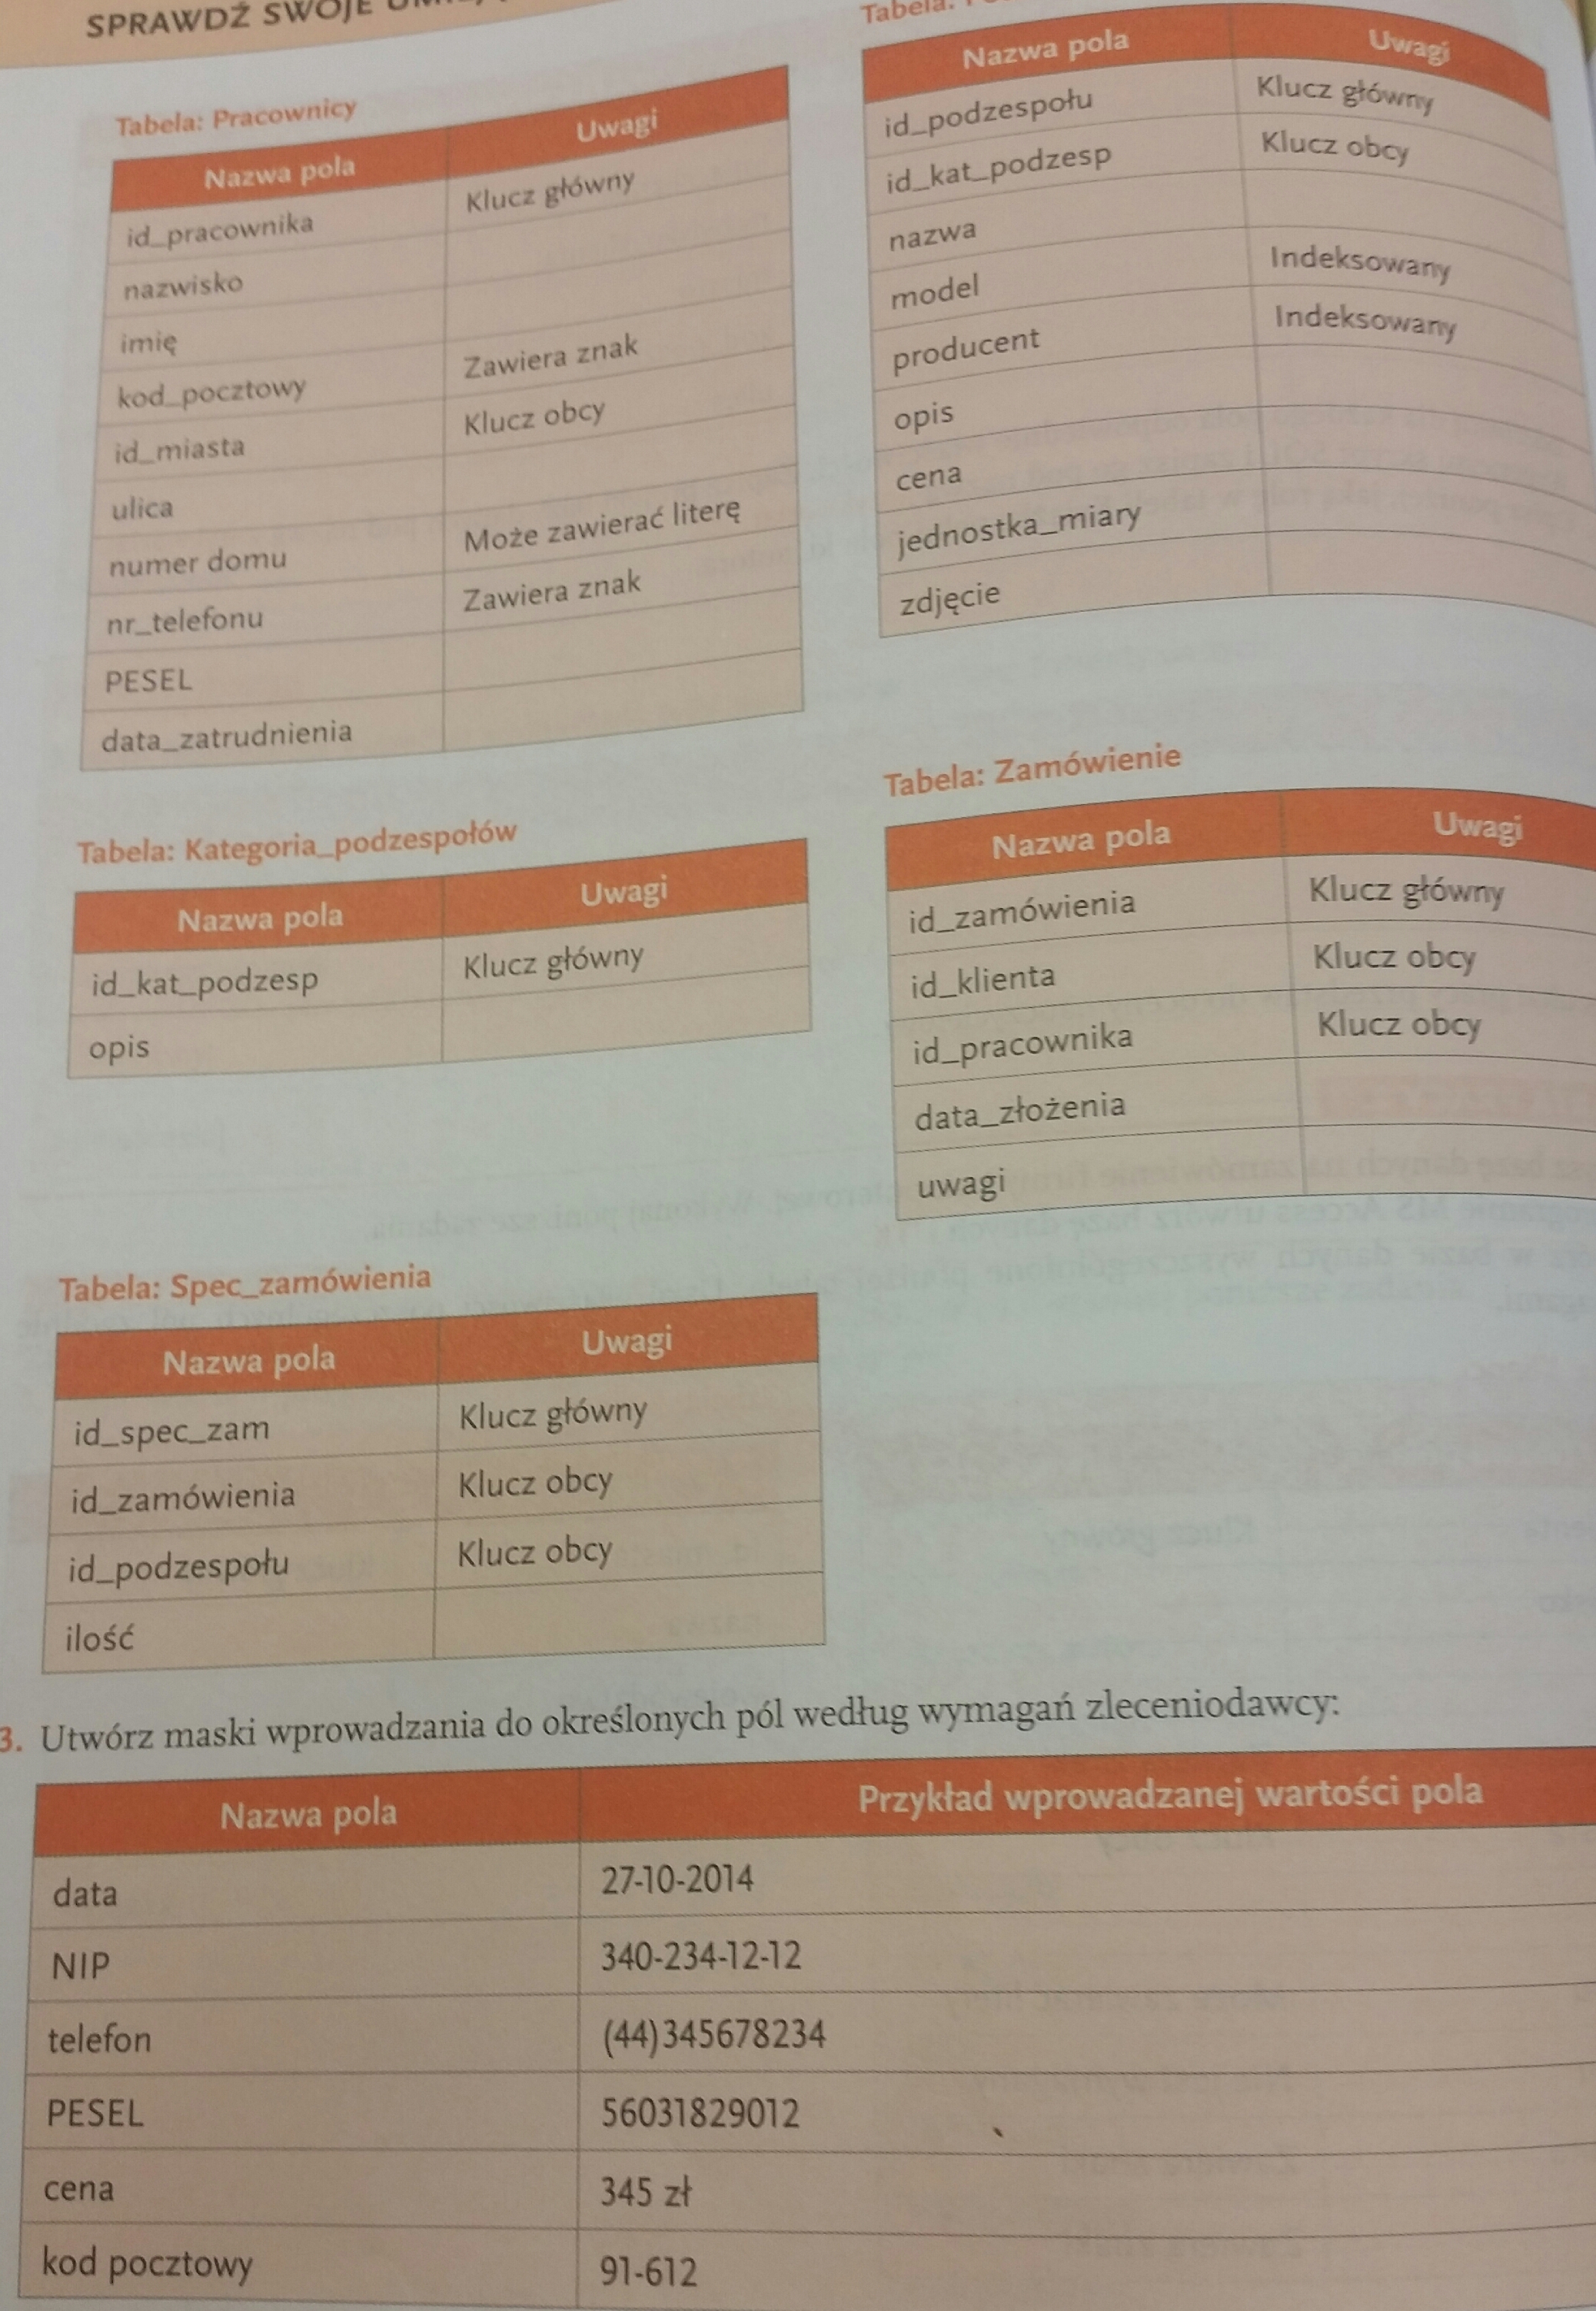 SPRAWDŹ SWOJE
Tabela: Pracownicy
Nazwa pola Uwagi
id_pracownika Klucz główny
nazwisko
imię
kod_pocztowy Zawiera znak
id_miasta Klucz obcy
ulica
numer domu Może zawierać literę
nr_telefonu Zawiera znak
PESEL
data_zatrudnienia
Tabela:
Nazwa pola Uwagi
id_podzespołu Klucz główny
id_kat_podzesp Klucz obcy
nazwa
model Indeksowany
producent Indeksowany
opis
cena
jednostka_miary
zdjęcie
Tabela: Kategoria_podzespołów
Nazwa pola Uwagi
id_kat_podzesp Klucz główny
opis
Tabela: Zamówienie
Nazwa pola Uwagi
id_zamówienia Klucz główny
id_klienta Klucz obcy
id_pracownika Klucz obcy
data_złożenia
uwagi
Tabela: Spec_zamówienia
Nazwa pola Uwagi
id_spec_zam Klucz główny
id_zamówienia Klucz obcy
id_podzespołu Klucz obcy
ilość
3. Utwórz maski wprowadzania do określonych pól według wymagań zleceniodawcy:
Nazwa pola Przykład wprowadzanej wartości pola
data 27-10-2014
NIP 340-234-12-12
telefon (44)345678234
PESEL 56031829012
cena 345 zł
kod pocztowy 91-612